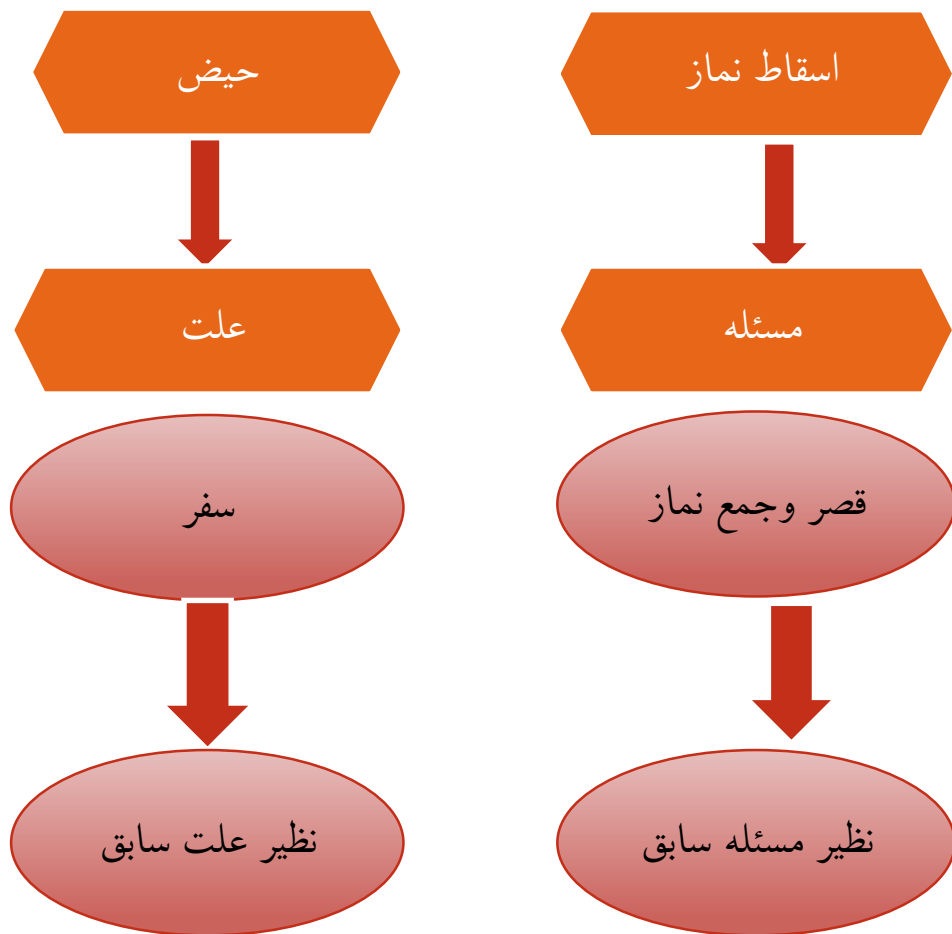 اسقاط نماز
حیض
مسئله
علت
قصر وجمع نماز
سفر
نظیر مسئله سابق
نظیر علت سابق